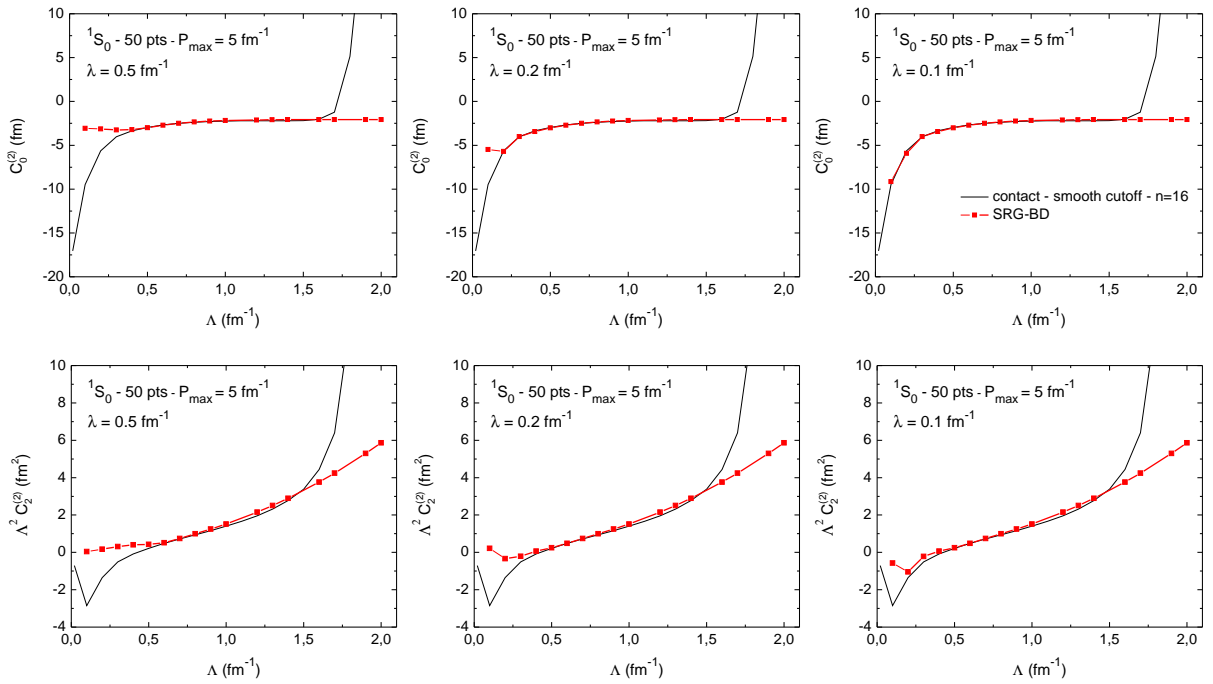 10
5
0
-5
-10
-15
-20
C₀⁽²⁾ (fm)
¹S₀ - 50 pts - Pmax = 5 fm⁻¹
λ = 0.5 fm⁻¹
0,0 0,5 1,0 1,5 2,0
Λ (fm⁻¹)
10
5
0
-5
-10
-15
-20
C₀⁽²⁾ (fm)
¹S₀ - 50 pts - Pmax = 5 fm⁻¹
λ = 0.2 fm⁻¹
0,0 0,5 1,0 1,5 2,0
Λ (fm⁻¹)
10
5
0
-5
-10
-15
-20
C₀⁽²⁾ (fm)
¹S₀ - 50 pts - Pmax = 5 fm⁻¹
λ = 0.1 fm⁻¹
contact - smooth cutoff - n=16
SRG-BD
0,0 0,5 1,0 1,5 2,0
Λ (fm⁻¹)
10
8
6
4
2
0
-2
-4
Λ² C₂⁽²⁾ (fm²)
¹S₀ - 50 pts - Pmax = 5 fm⁻¹
λ = 0.5 fm⁻¹
0,0 0,5 1,0 1,5 2,0
Λ (fm⁻¹)
10
8
6
4
2
0
-2
-4
Λ² C₂⁽²⁾ (fm²)
¹S₀ - 50 pts - Pmax = 5 fm⁻¹
λ = 0.2 fm⁻¹
0,0 0,5 1,0 1,5 2,0
Λ (fm⁻¹)
10
8
6
4
2
0
-2
-4
Λ² C₂⁽²⁾ (fm²)
¹S₀ - 50 pts - Pmax = 5 fm⁻¹
λ = 0.1 fm⁻¹
0,0 0,5 1,0 1,5 2,0
Λ (fm⁻¹)